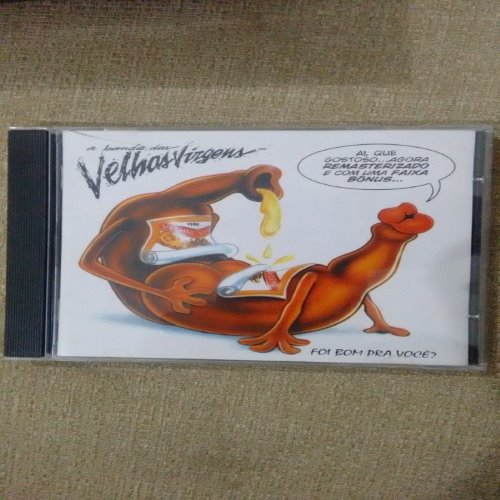 a banda das
Velhas Virgens
AI, QUE
GOSTOSO...AGORA
REMASTERIZADO
E COM UMA FAIXA
BÔNUS...
FOI BOM PRA VOCÊ?